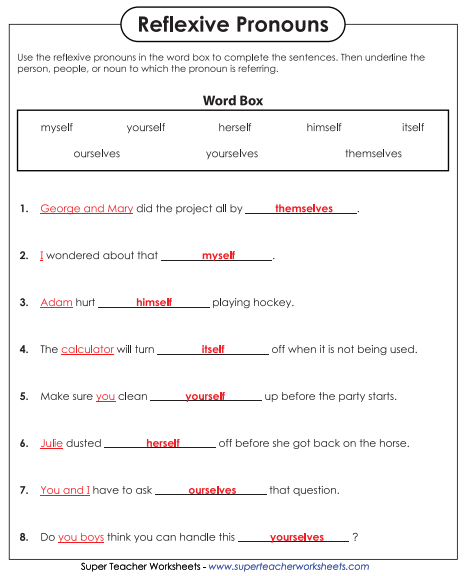 Reflexive Pronouns
Use the reflexive pronouns in the word box to complete the sentences. Then underline the
person, people, or noun to which the pronoun is referring.
Word Box
myself yourself herself himself itself
ourselves yourselves themselves
1. George and Mary did the project all by themselves.
2. I wondered about that myself.
3. Adam hurt himself playing hockey.
4. The calculator will turn itself off when it is not being used.
5. Make sure you clean yourself up before the party starts.
6. Julie dusted herself off before she got back on the horse.
7. You and I have to ask ourselves that question.
8. Do you boys think you can handle this yourselves ?
Super Teacher Worksheets - www.superteacherworksheets.com